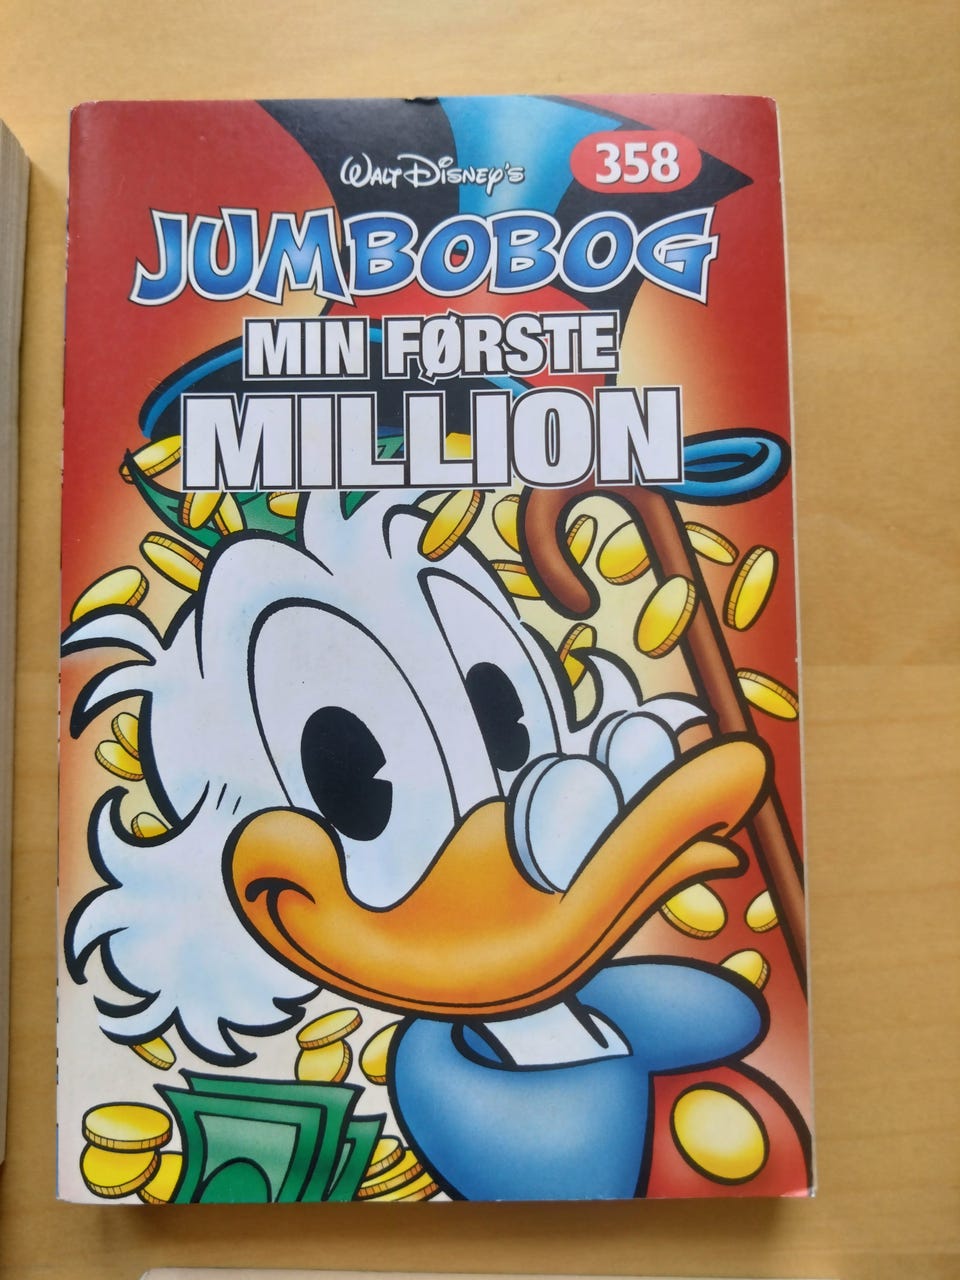 WALT DISNEY'S
358
JUMBOBOG
MIN FØRSTE
MILLION